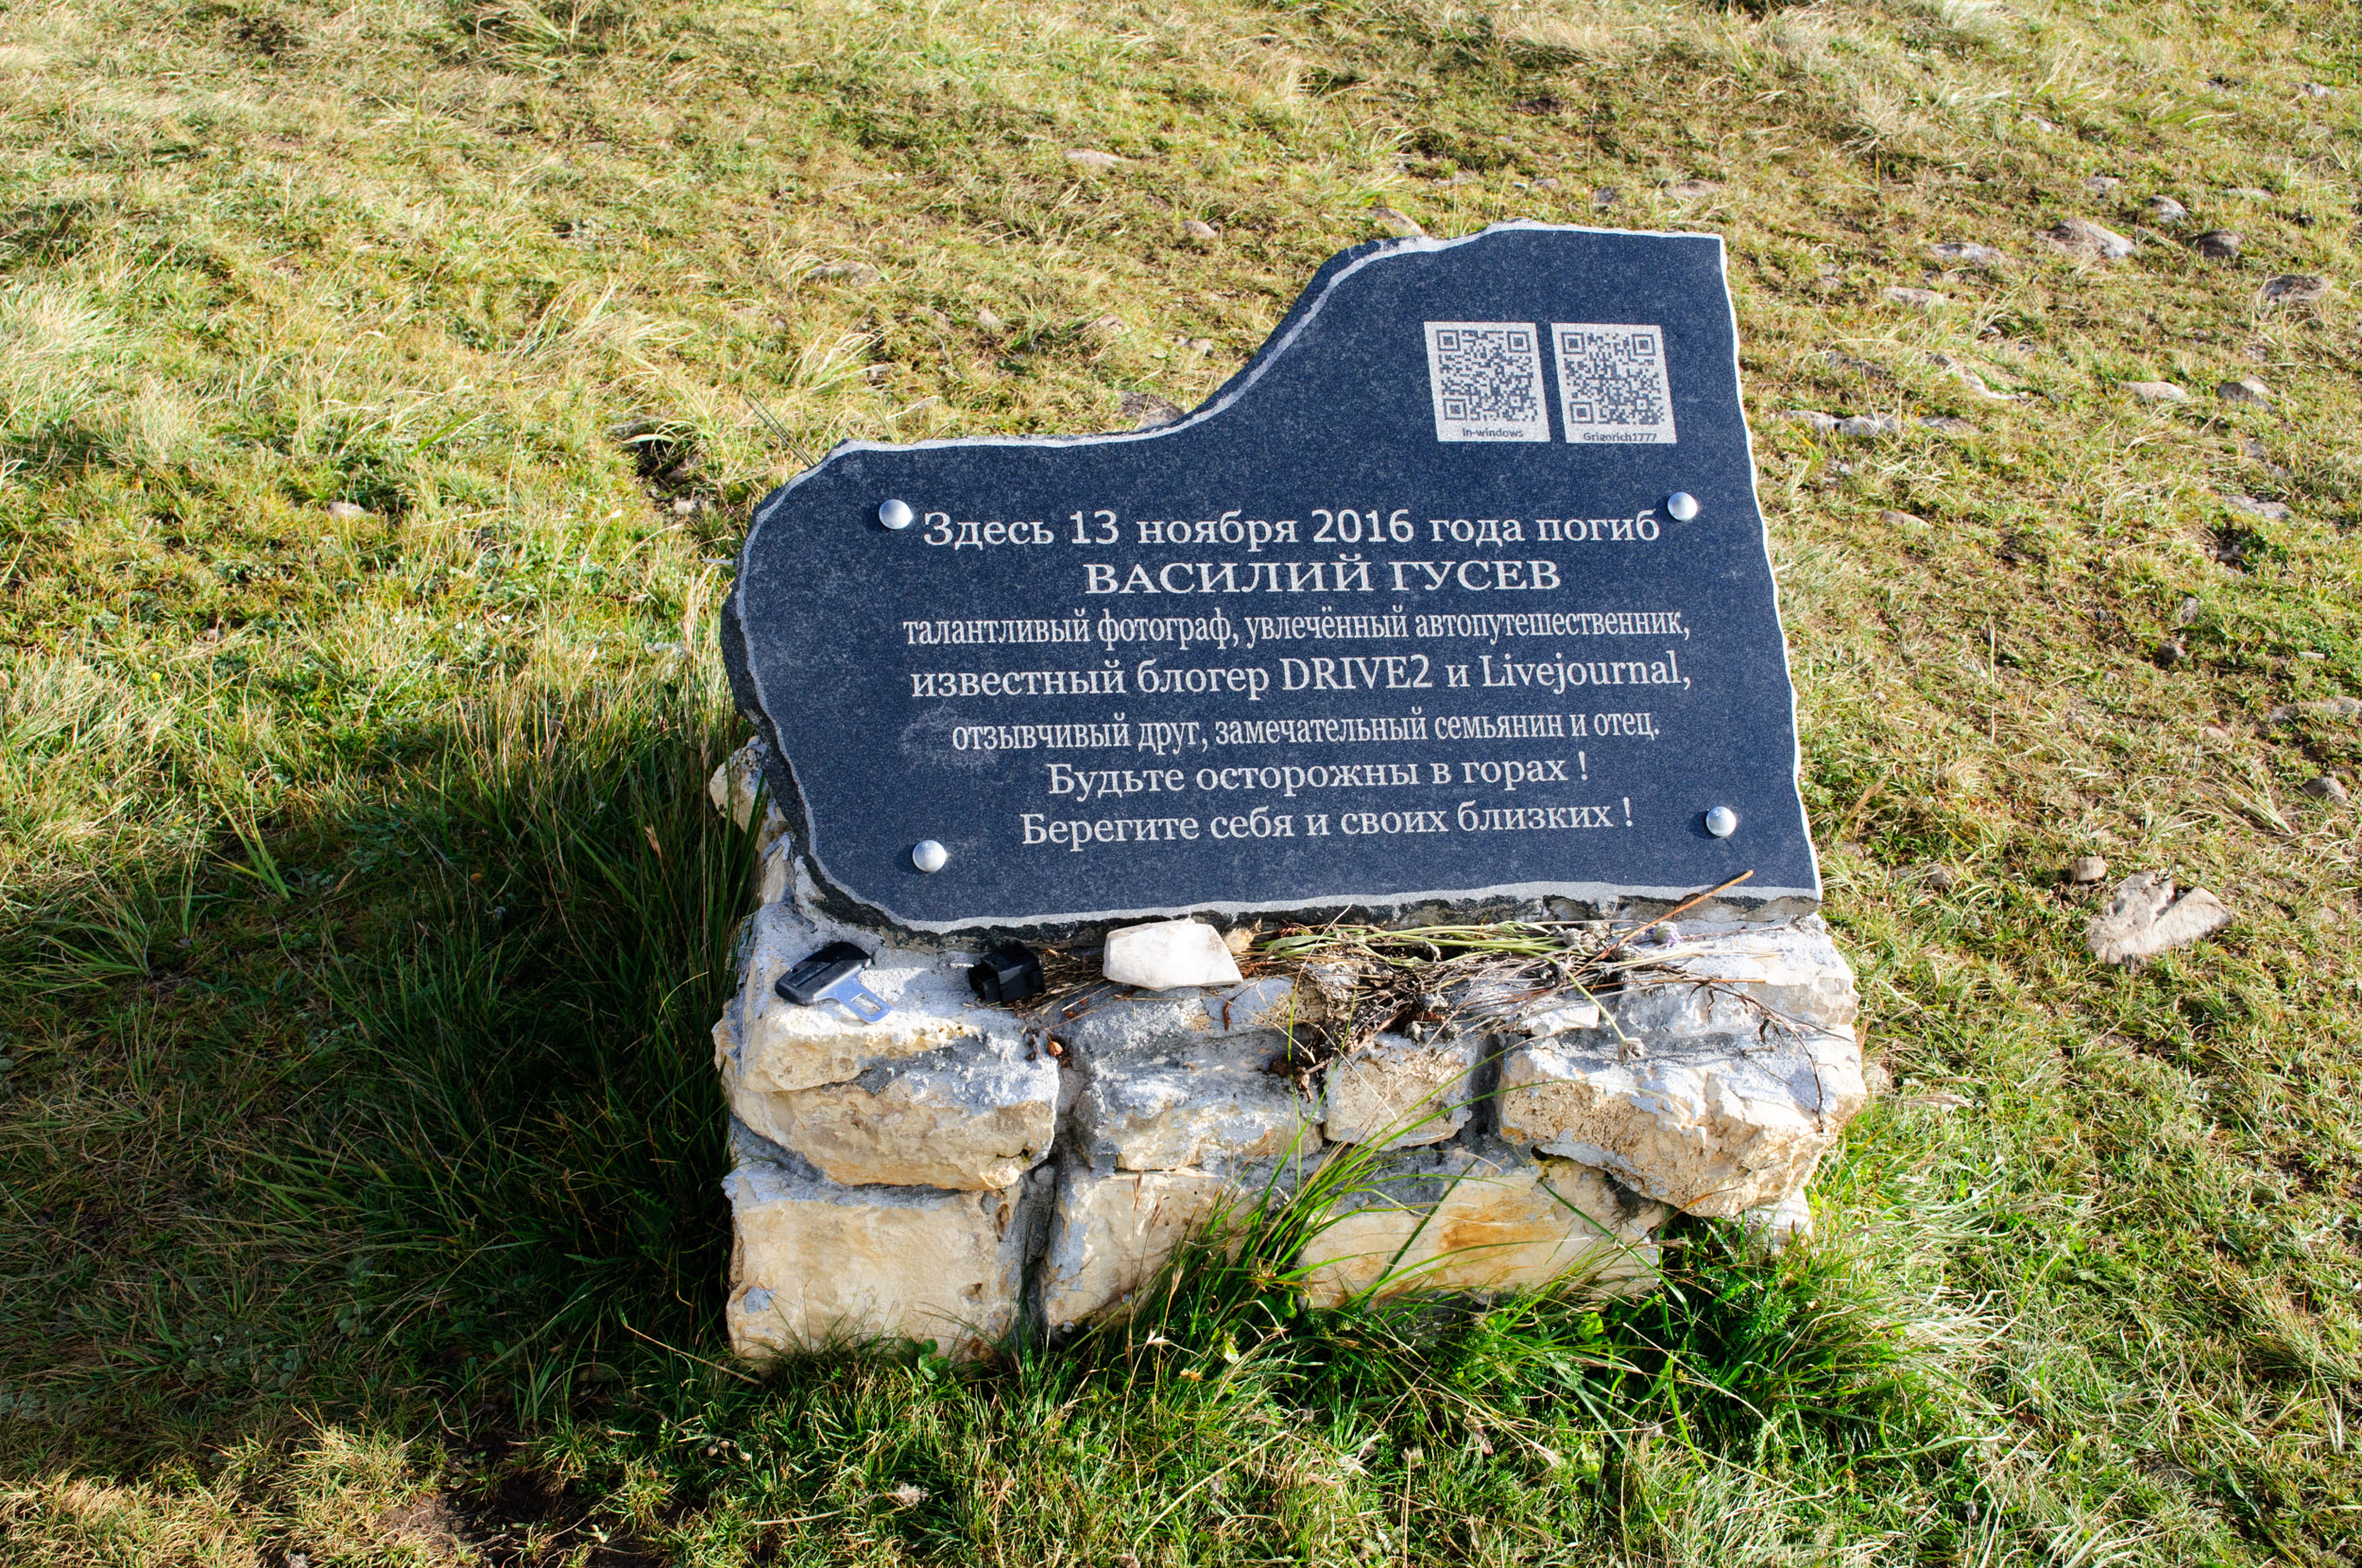 in-windows
Grigorich1777
Здесь 13 ноября 2016 года погиб
ВАСИЛИЙ ГУСЕВ
талантливый фотограф, увлечённый автопутешественник,
известный блогер DRIVE2 и Livejournal,
отзывчивый друг, замечательный семьянин и отец.
Будьте осторожны в горах !
Берегите себя и своих близких !